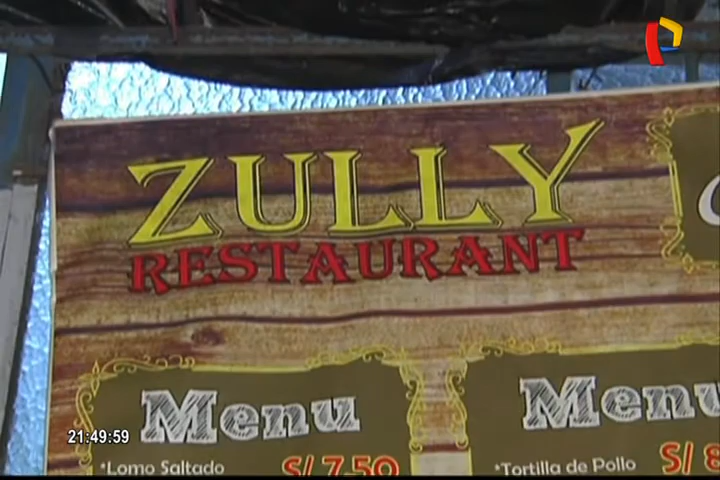 ZULLY
RESTAURANT
Menu
Menu
*Lomo Saltado S/ 7.50
*Tortilla de Pollo S/ 8
21:49:59